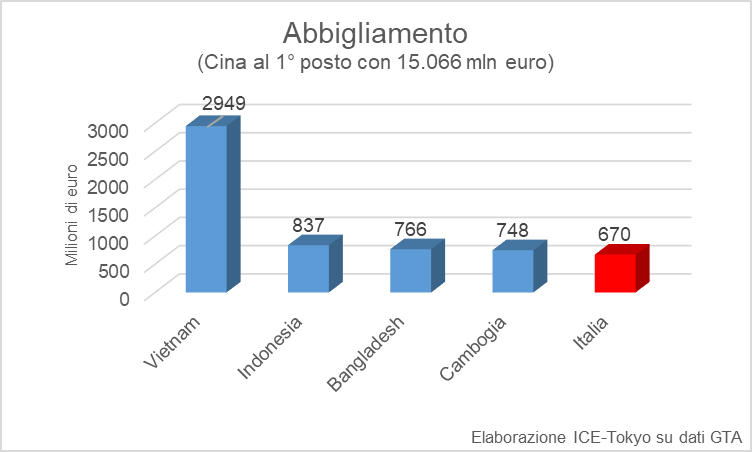 Abbigliamento
(Cina al 1° posto con 15.066 mln euro)
2949
837
766
748
670
Milioni di euro
3000
2500
2000
1500
1000
500
0
Vietnam
Indonesia
Bangladesh
Cambogia
Italia
Elaborazione ICE-Tokyo su dati GTA